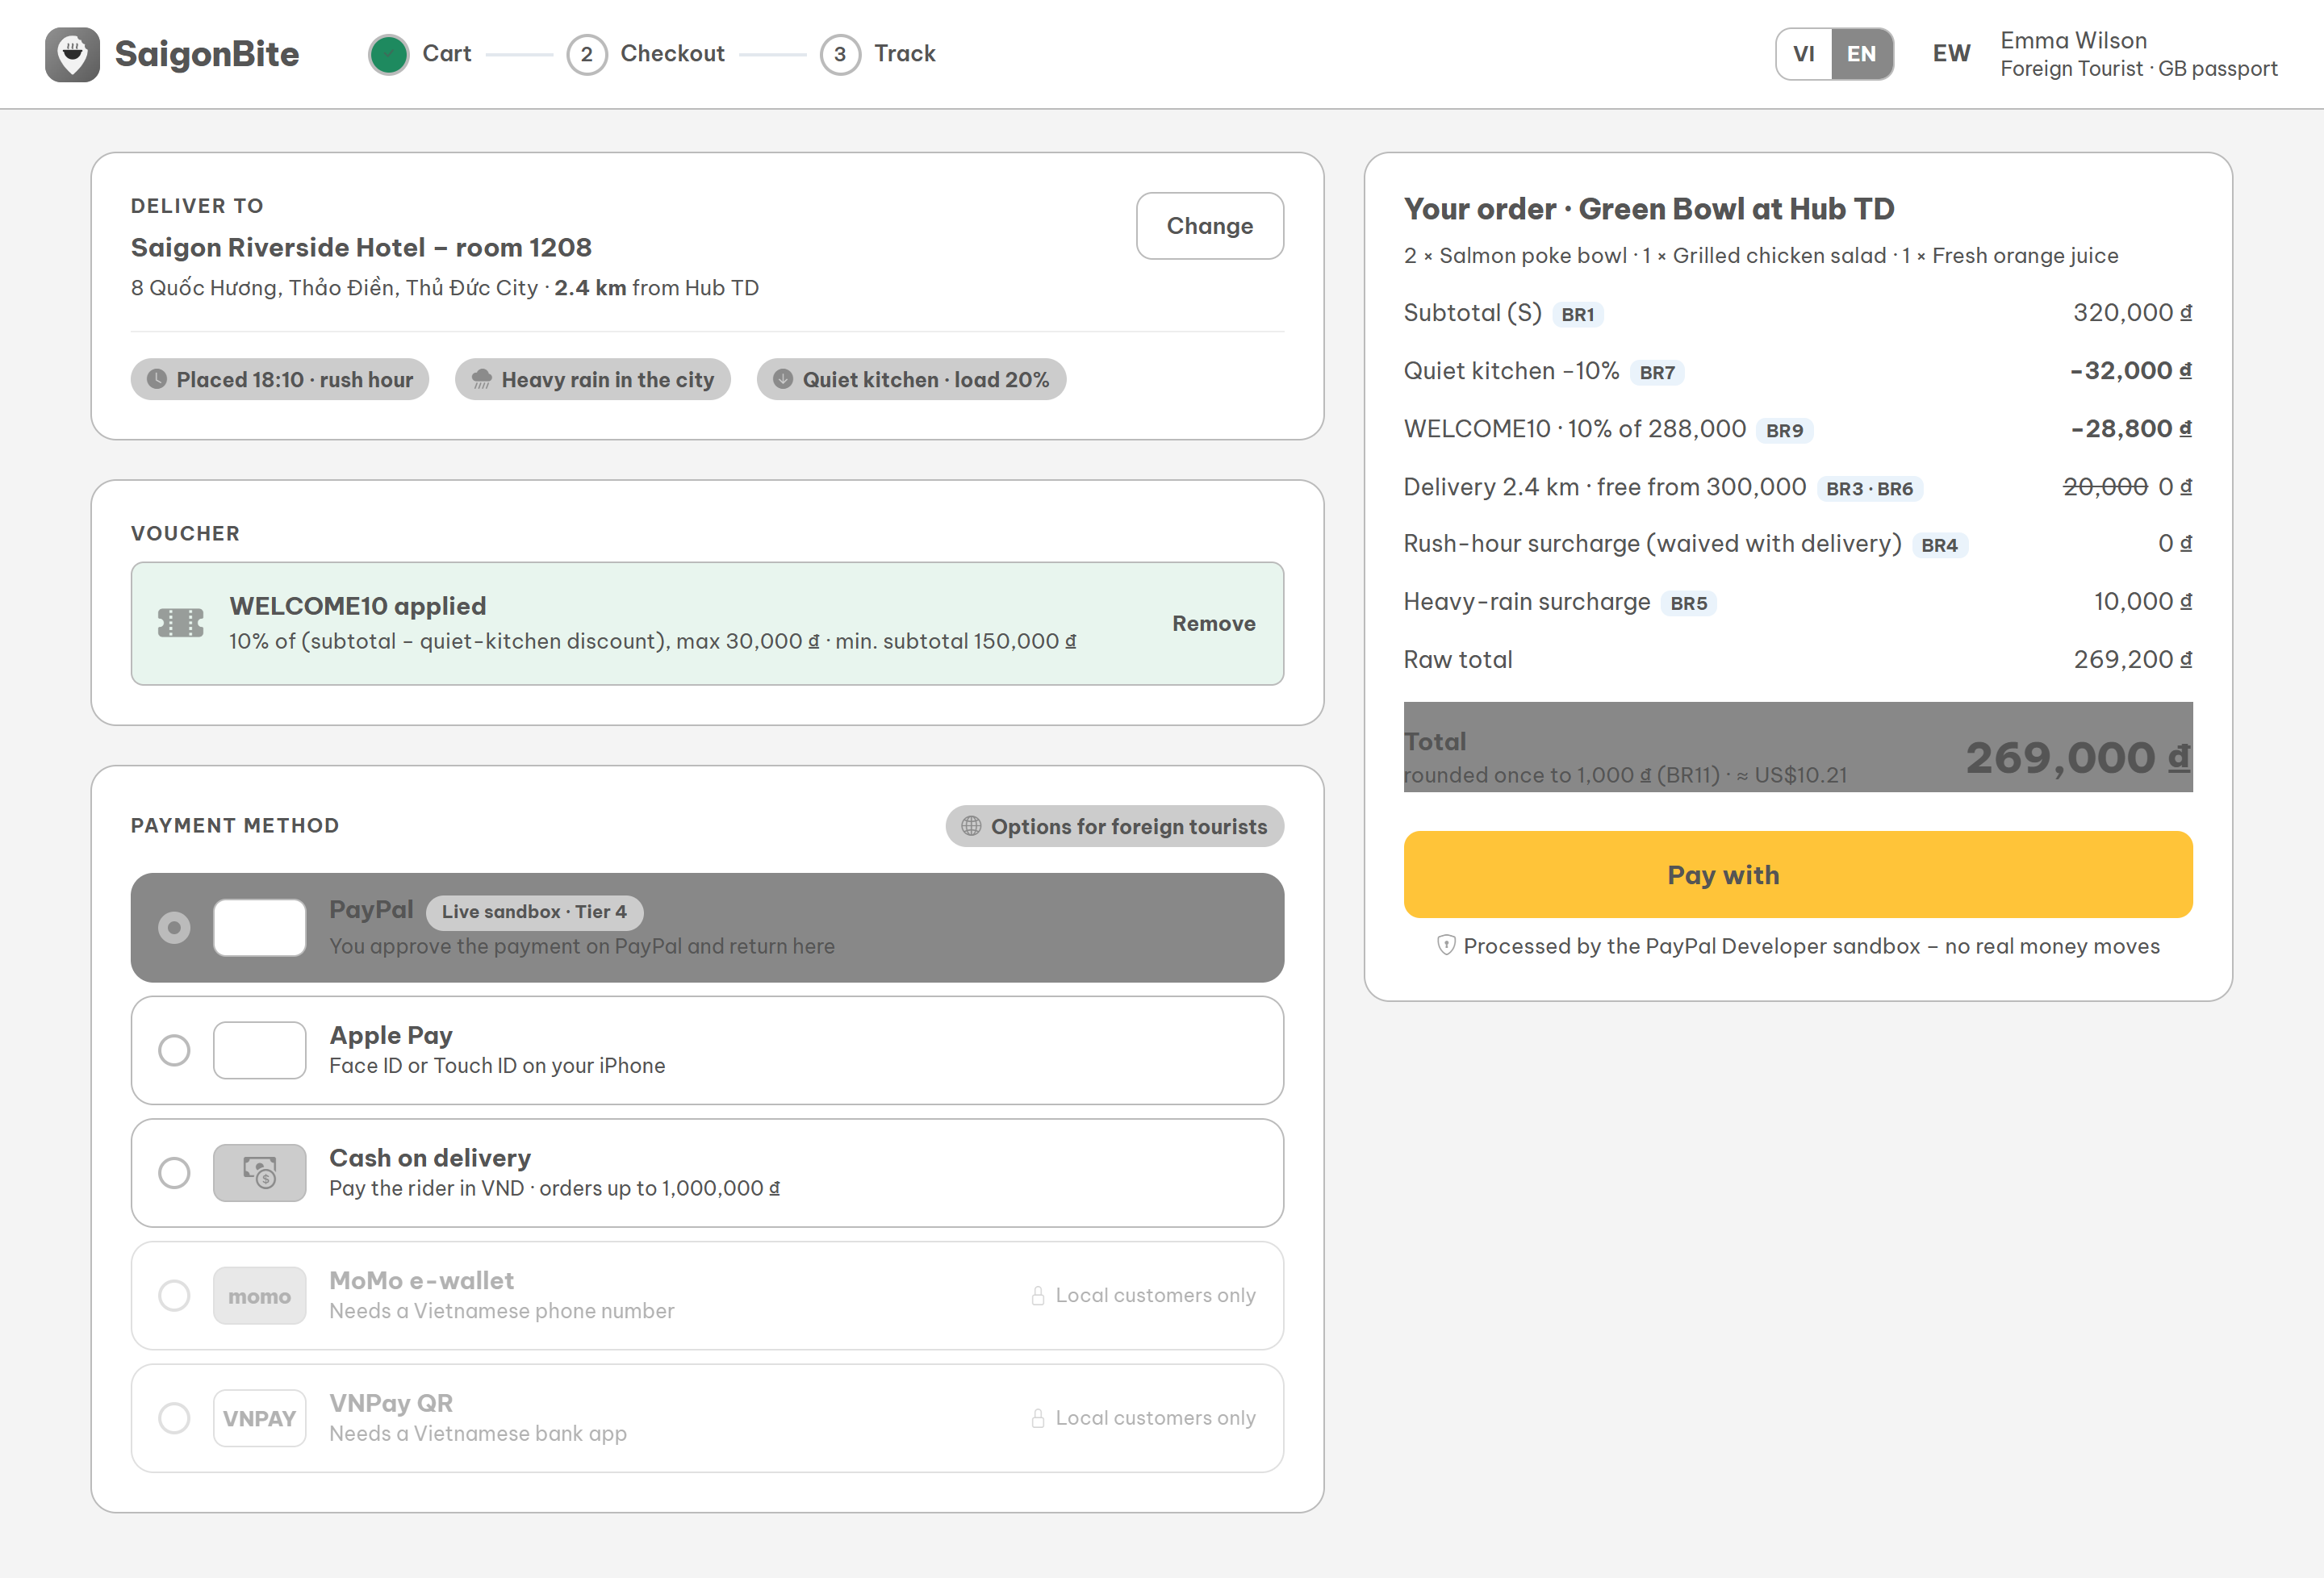 SaigonBite
Cart
2 Checkout
3 Track
VI EN
EW
Emma Wilson
Foreign Tourist · GB passport
DELIVER TO
Saigon Riverside Hotel – room 1208
8 Quốc Hương, Thảo Điền, Thủ Đức City · 2.4 km from Hub TD
Change
Placed 18:10 · rush hour
Heavy rain in the city
Quiet kitchen · load 20%
VOUCHER
WELCOME10 applied
10% of (subtotal – quiet-kitchen discount), max 30,000 ₫ · min. subtotal 150,000 ₫
Remove
PAYMENT METHOD
Options for foreign tourists
PayPal Live sandbox · Tier 4
You approve the payment on PayPal and return here
Apple Pay
Face ID or Touch ID on your iPhone
Cash on delivery
Pay the rider in VND · orders up to 1,000,000 ₫
momo
MoMo e-wallet
Needs a Vietnamese phone number
Local customers only
VNPAY
VNPay QR
Needs a Vietnamese bank app
Local customers only
Your order · Green Bowl at Hub TD
2 × Salmon poke bowl · 1 × Grilled chicken salad · 1 × Fresh orange juice
Subtotal (S) BR1 320,000 ₫
Quiet kitchen −10% BR7 −32,000 ₫
WELCOME10 · 10% of 288,000 BR9 −28,800 ₫
Delivery 2.4 km · free from 300,000 BR3 · BR6 20,000 0 ₫
Rush-hour surcharge (waived with delivery) BR4 0 ₫
Heavy-rain surcharge BR5 10,000 ₫
Raw total 269,200 ₫
Total
rounded once to 1,000 ₫ (BR11) · ≈ US$10.21
269,000 ₫
Pay with
Processed by the PayPal Developer sandbox – no real money moves